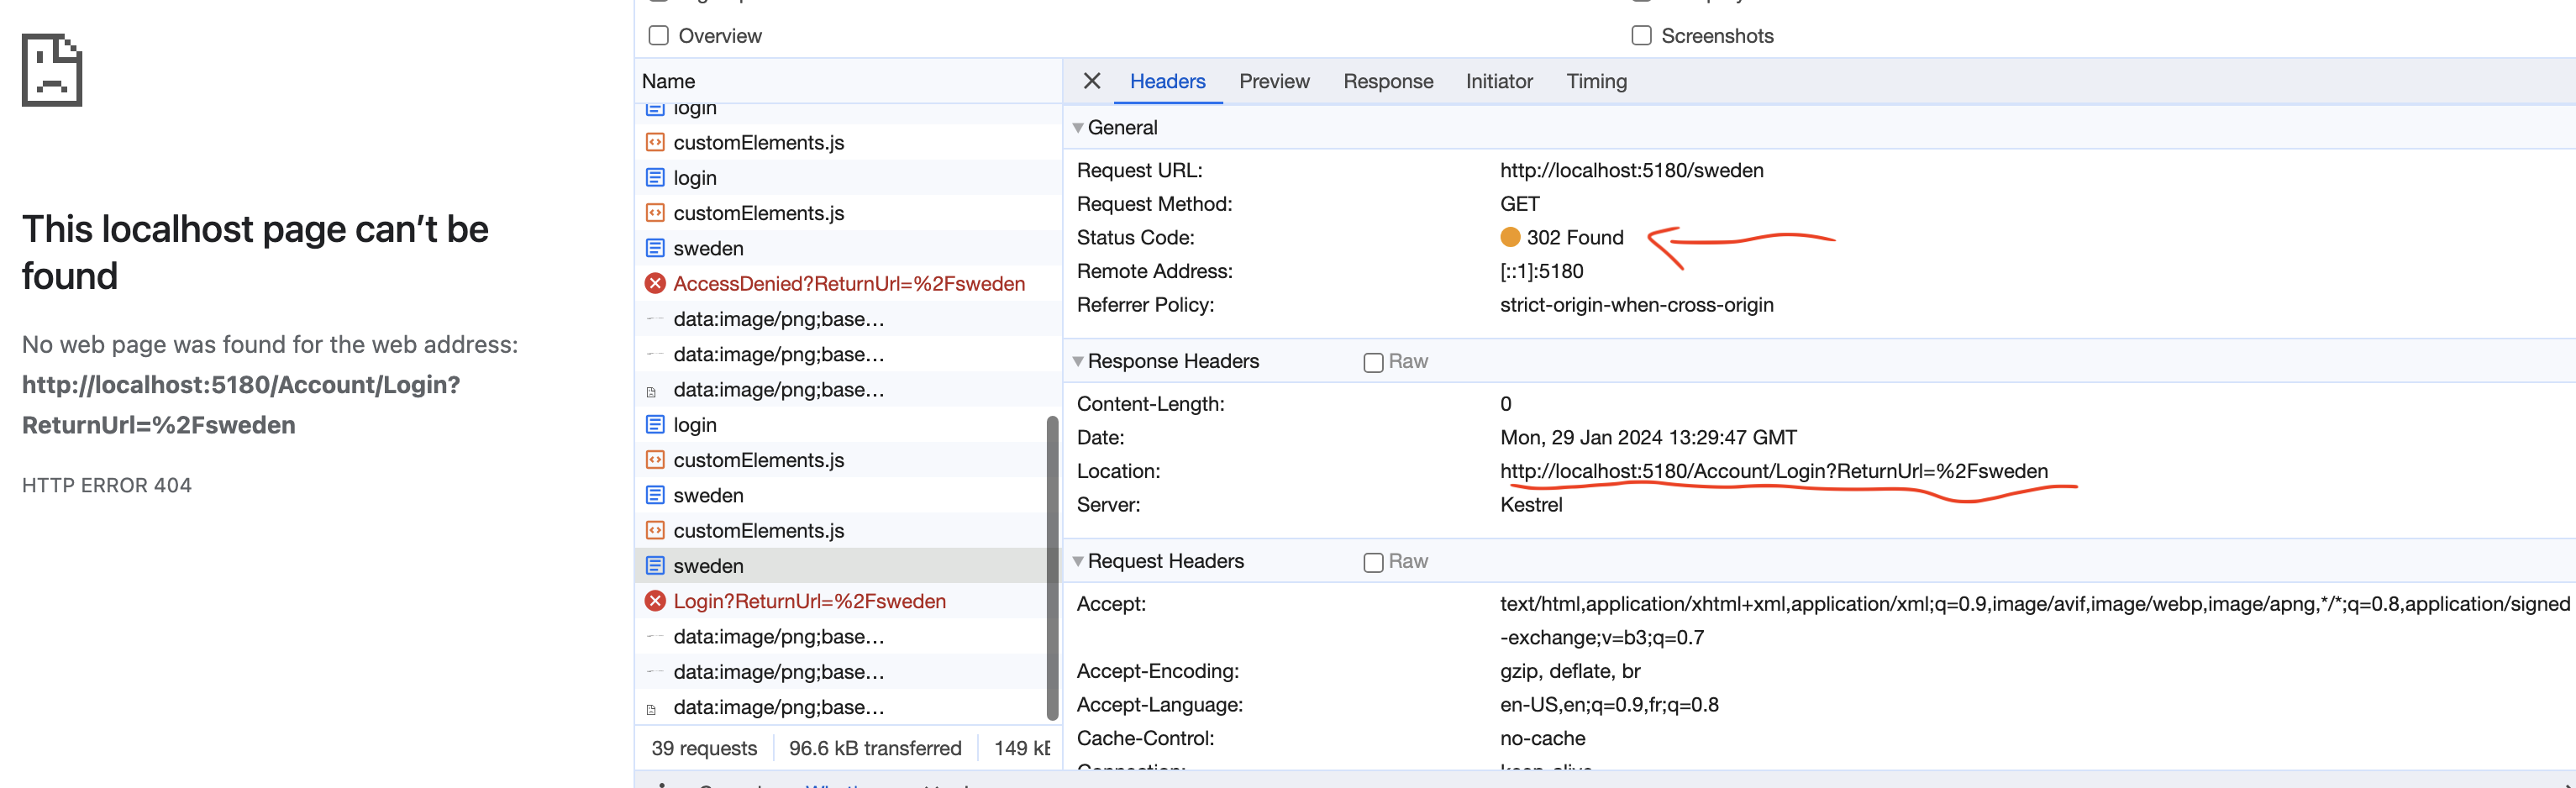 This localhost page can’t be
found
No web page was found for the web address:
http://localhost:5180/Account/Login?
ReturnUrl=%2Fsweden
HTTP ERROR 404
Overview
Screenshots
Name
login
customElements.js
login
customElements.js
sweden
AccessDenied?ReturnUrl=%2Fsweden
data:image/png;base…
data:image/png;base…
data:image/png;base…
login
customElements.js
sweden
customElements.js
sweden
Login?ReturnUrl=%2Fsweden
data:image/png;base…
data:image/png;base…
data:image/png;base…
39 requests 96.6 kB transferred 149 kB
Headers Preview Response Initiator Timing
General
Request URL: http://localhost:5180/sweden
Request Method: GET
Status Code: 302 Found
Remote Address: [::1]:5180
Referrer Policy: strict-origin-when-cross-origin
Response Headers Raw
Content-Length: 0
Date: Mon, 29 Jan 2024 13:29:47 GMT
Location: http://localhost:5180/Account/Login?ReturnUrl=%2Fsweden
Server: Kestrel
Request Headers Raw
Accept: text/html,application/xhtml+xml,application/xml;q=0.9,image/avif,image/webp,image/apng,*/*;q=0.8,application/signed
-exchange;v=b3;q=0.7
Accept-Encoding: gzip, deflate, br
Accept-Language: en-US,en;q=0.9,fr;q=0.8
Cache-Control: no-cache
Connection: keep-alive